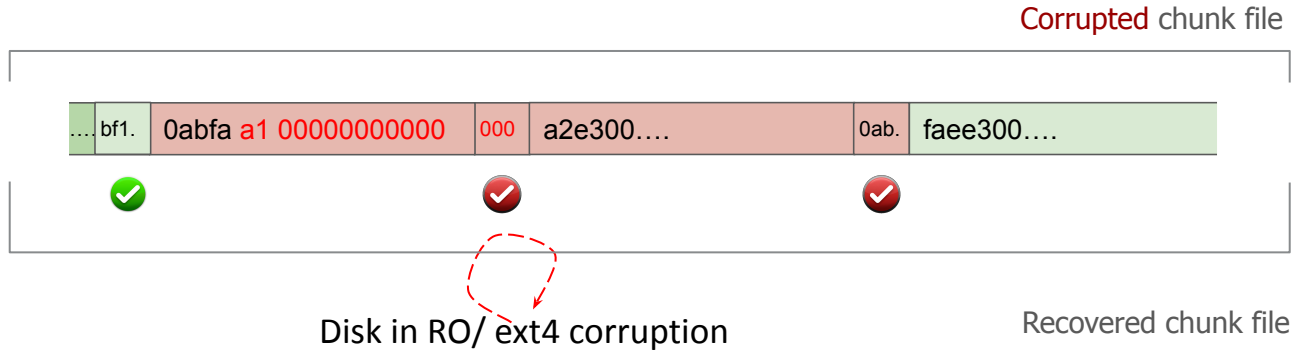 Corrupted chunk file
…. bf1. 0abfa a1 00000000000 000 a2e300…. 0ab. faee300….
Disk in RO/ ext4 corruption
Recovered chunk file